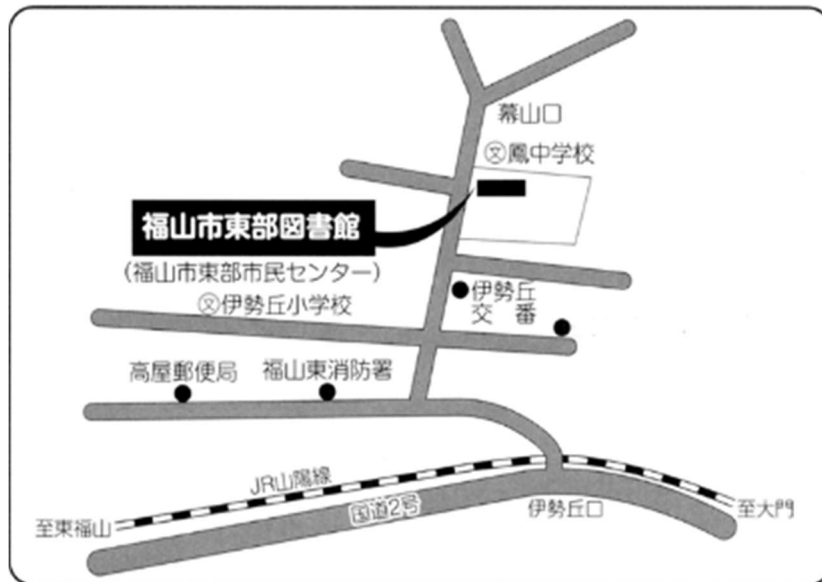 幕山口
㊫鳳中学校
福山市東部図書館
(福山市東部市民センター)
㊫伊勢丘小学校
伊勢丘
交 番
高屋郵便局
福山東消防署
JR山陽線
国道2号
至東福山
伊勢丘口
至大門